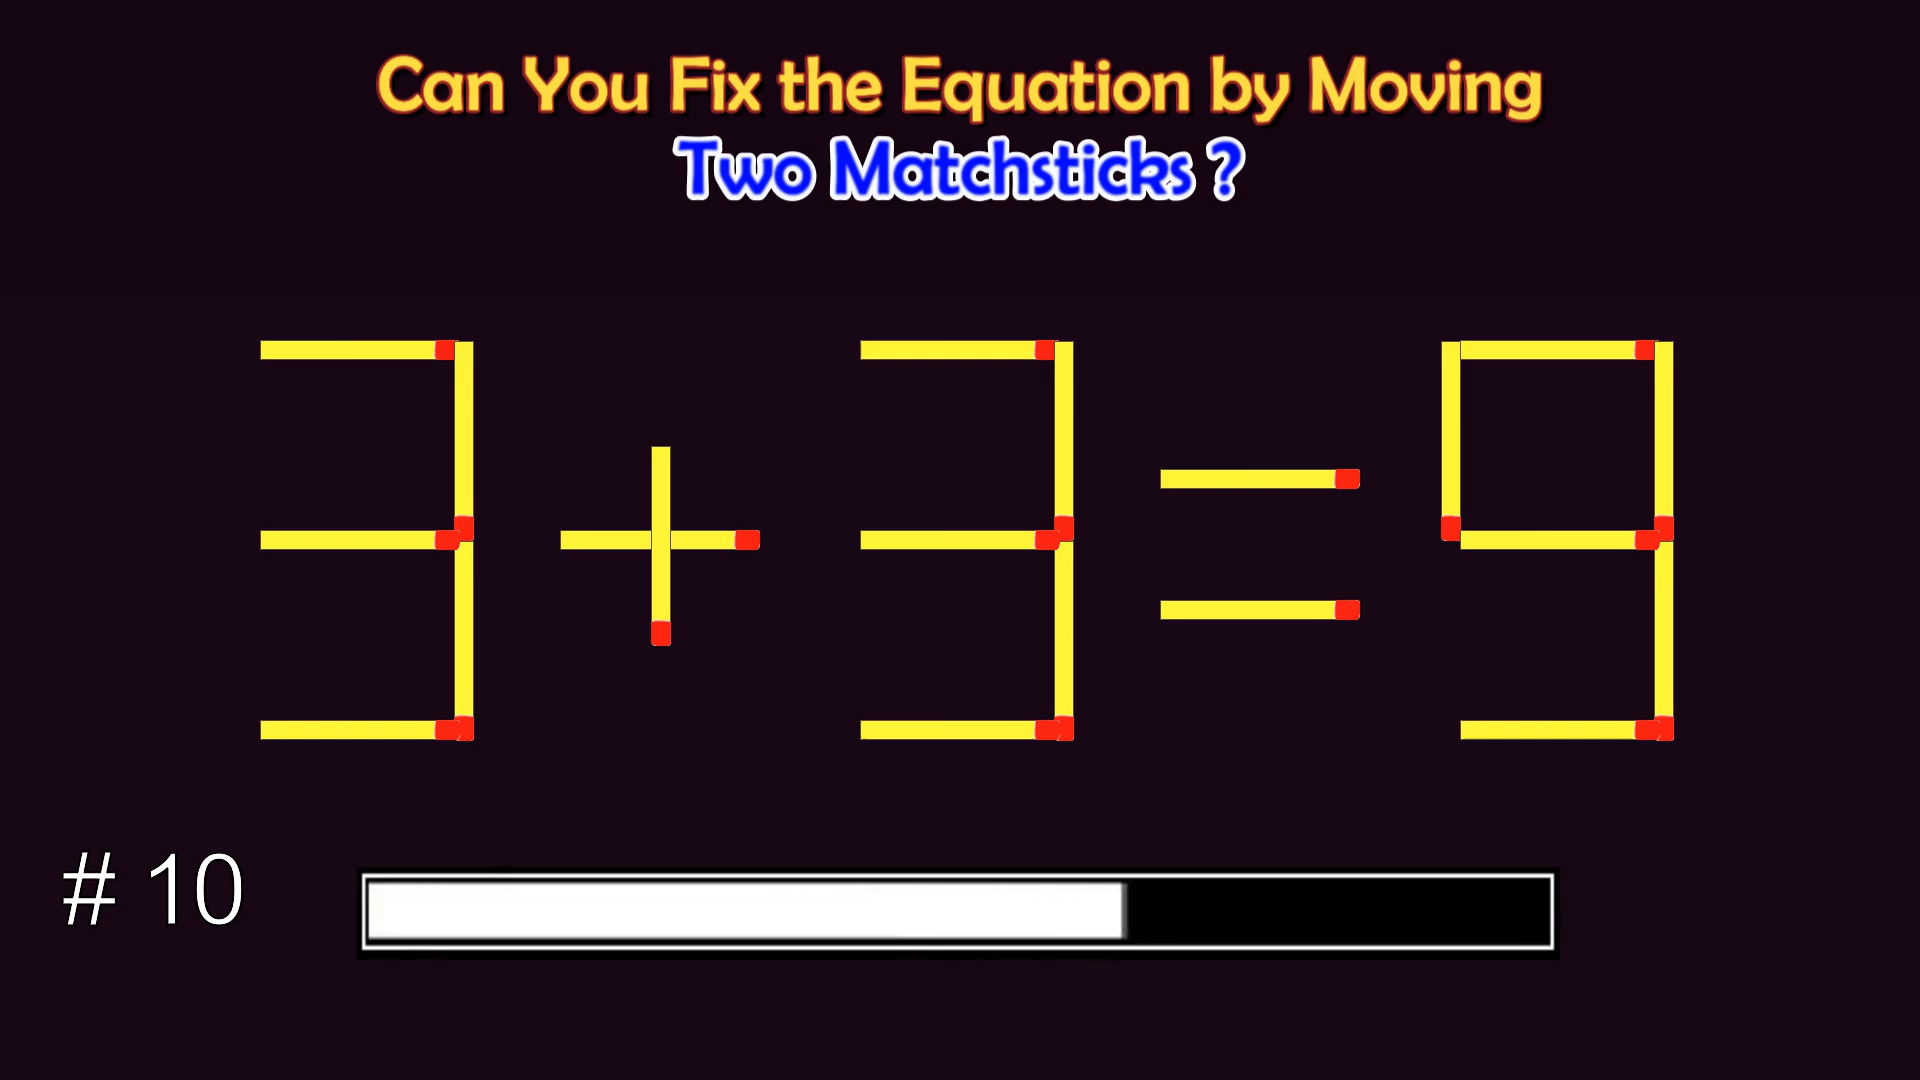 Can You Fix the Equation by Moving
Two Matchsticks ?
3 + 3 = 9
# 10